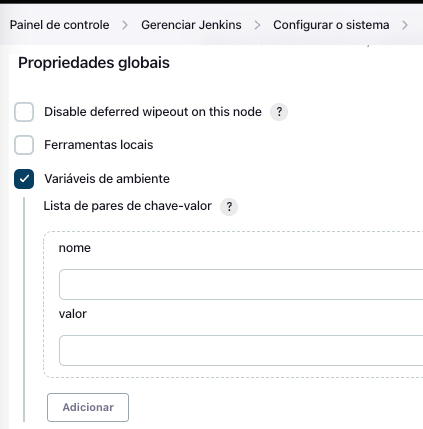 Painel de controle > Gerenciar Jenkins > Configurar o sistema >
Propriedades globais
Disable deferred wipeout on this node ?
Ferramentas locais
Variáveis de ambiente
Lista de pares de chave-valor ?
nome
valor
Adicionar